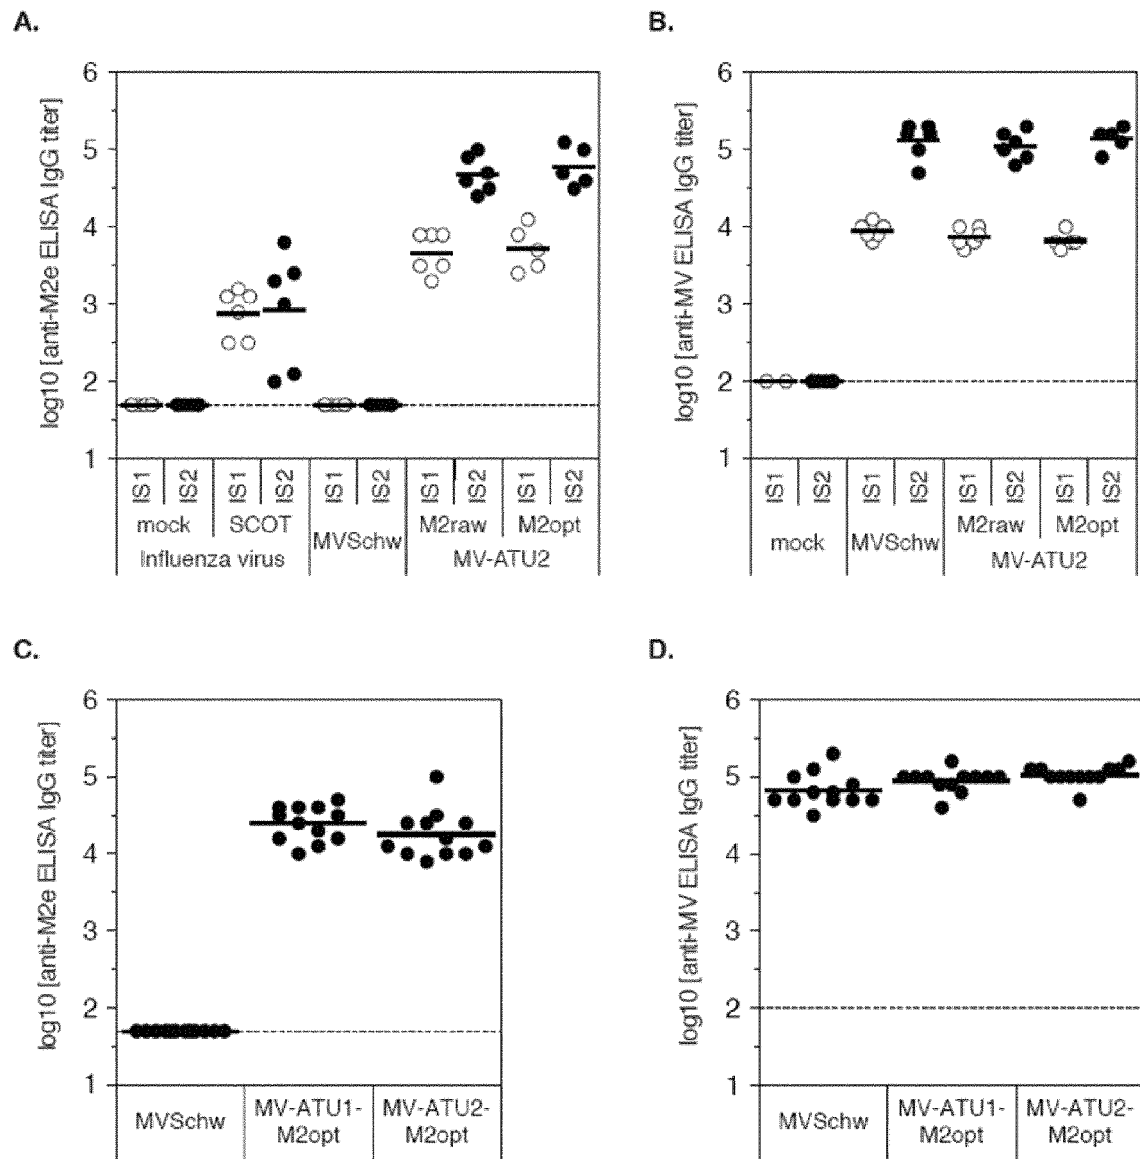 A.
log10 [anti-M2e ELISA IgG titer]
6
5
4
3
2
1
IS1 IS2 IS1 IS2 IS1 IS2 IS1 IS2 IS1 IS2
mock SCOT MVSchw M2raw M2opt
Influenza virus MV-ATU2
B.
log10 [anti-MV ELISA IgG titer]
6
5
4
3
2
1
IS1 IS2 IS1 IS2 IS1 IS2 IS1 IS2
mock MVSchw M2raw M2opt
MV-ATU2
C.
log10 [anti-M2e ELISA IgG titer]
6
5
4
3
2
1
MVSchw MV-ATU1- MV-ATU2-
M2opt M2opt
D.
log10 [anti-MV ELISA IgG titer]
6
5
4
3
2
1
MVSchw MV-ATU1- MV-ATU2-
M2opt M2opt